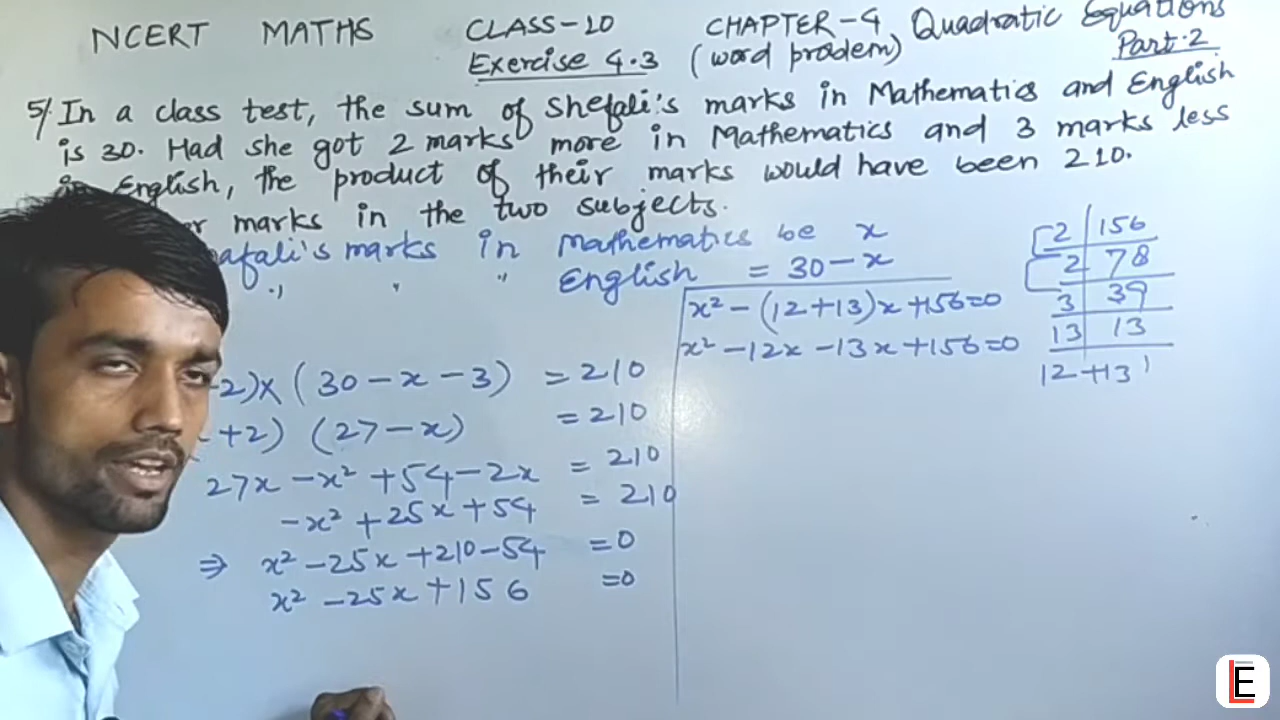 NCERT MATHS CLASS-10 CHAPTER-4 Quadratic Equations
Exercise 4.3 (word problem) Part-2
5/. In a class test, the sum of Shefali's marks in Mathematics and English
is 30. Had she got 2 marks more in Mathematics and 3 marks less
in English, the product of their marks would have been 210.
marks in the two subjects.
afali's marks in Mathematics be x
" " English = 30-x
-2)x(30-x-3) = 210
+2) (27-x) = 210
27x -x² +54-2x = 210
-x² +25x+54 = 210
⇒ x² -25x+210-54 =0
x² -25x+156 =0
x² -(12+13)x+156=0
x² -12x -13x+156=0
2 | 156
2 | 78
3 | 39
13 | 13
12+13
LE